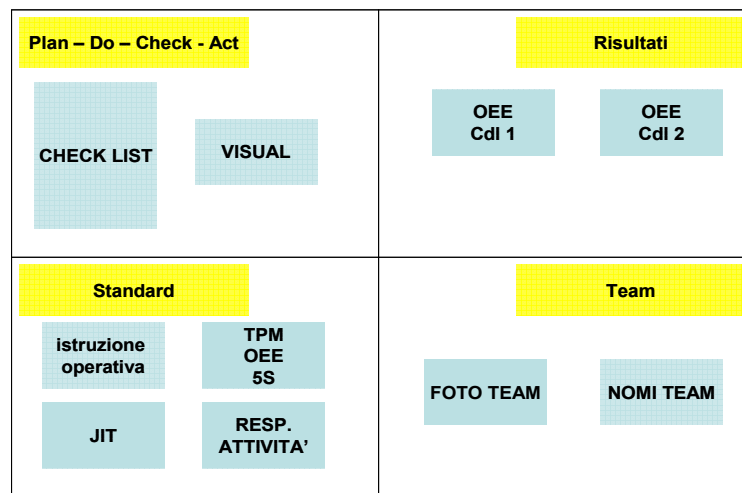 Plan – Do – Check - Act
CHECK LIST
VISUAL
Risultati
OEE
Cdl 1
OEE
Cdl 2
Standard
istruzione
operativa
TPM
OEE
5S
JIT
RESP.
ATTIVITA’
Team
FOTO TEAM
NOMI TEAM